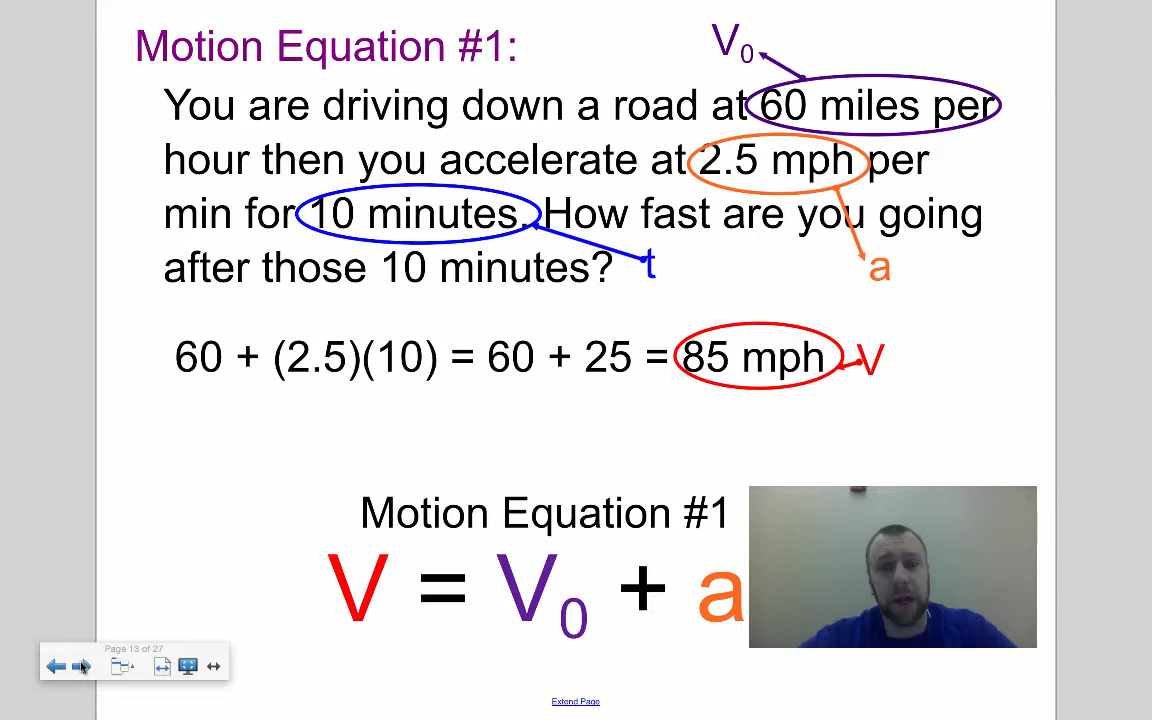 Motion Equation #1:
V0
You are driving down a road at 60 miles per
hour then you accelerate at 2.5 mph per
min for 10 minutes. How fast are you going
after those 10 minutes?
t
a
60 + (2.5)(10) = 60 + 25 = 85 mph
V
Motion Equation #1
V = V0 + a
Page 13 of 27
Extend Page